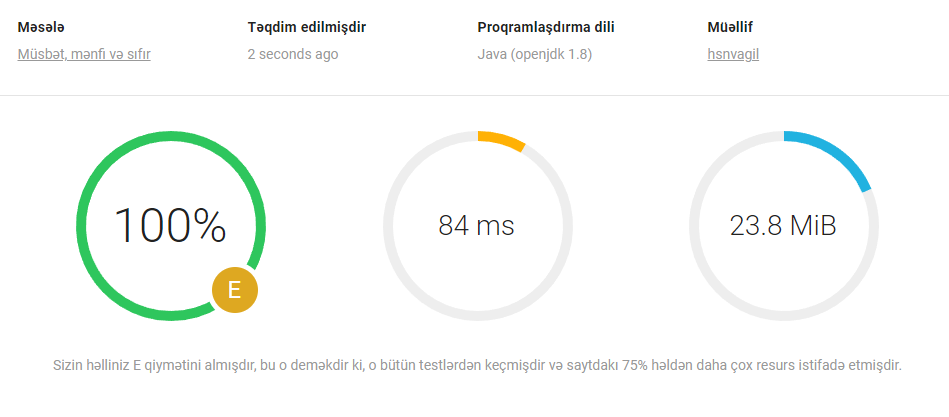 Məsələ Təqdim edilmişdir Proqramlaşdırma dili Müəllif
Müsbət, mənfi və sıfır 2 seconds ago Java (openjdk 1.8) hsnvagil
100% 84 ms 23.8 MiB
E
Sizin həlliniz E qiymətini almışdır, bu o deməkdir ki, o bütün testlərdən keçmişdir və saytdakı 75% həldən daha çox resurs istifadə etmişdir.